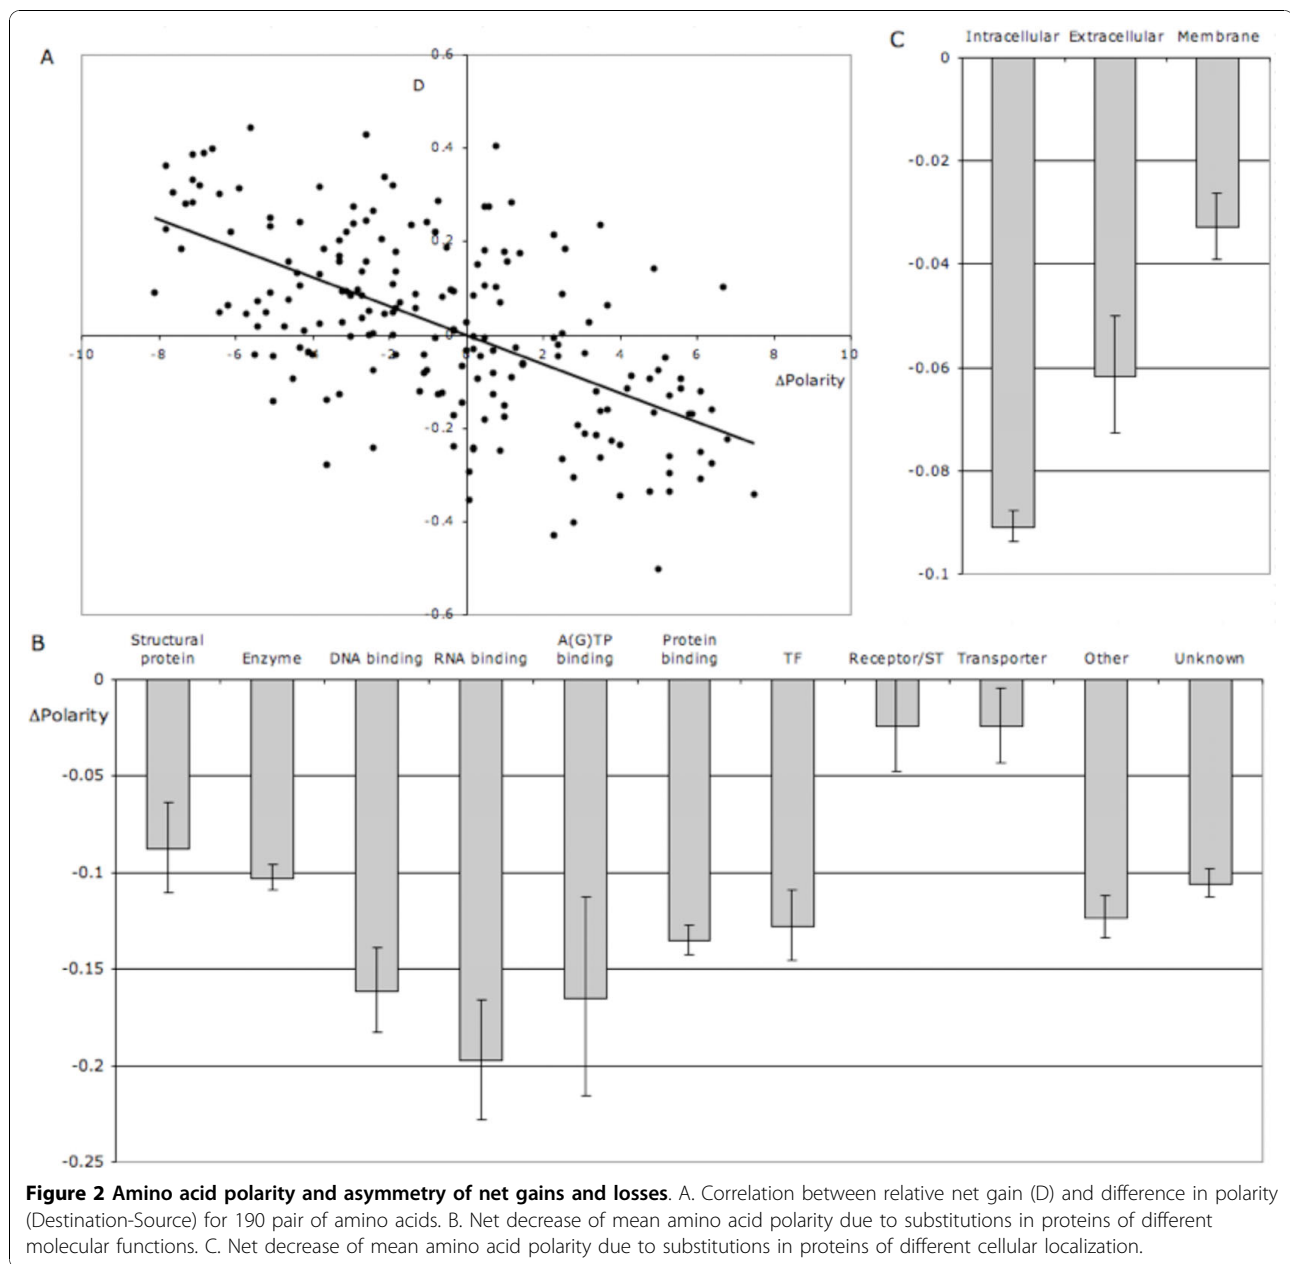 A
D
0.6
0.4
0.2
0
-0.2
-0.4
-0.6
-10
-8
-6
-4
-2
0
2
4
6
8
10
ΔPolarity
C
Intracellular Extracellular Membrane
0
-0.02
-0.04
-0.06
-0.08
-0.1
B
Structural protein
Enzyme
DNA binding
RNA binding
A(G)TP binding
Protein binding
TF
Receptor/ST
Transporter
Other
Unknown
0
ΔPolarity
-0.05
-0.1
-0.15
-0.2
-0.25
Figure 2 Amino acid polarity and asymmetry of net gains and losses. A. Correlation between relative net gain (D) and difference in polarity
(Destination-Source) for 190 pair of amino acids. B. Net decrease of mean amino acid polarity due to substitutions in proteins of different
molecular functions. C. Net decrease of mean amino acid polarity due to substitutions in proteins of different cellular localization.